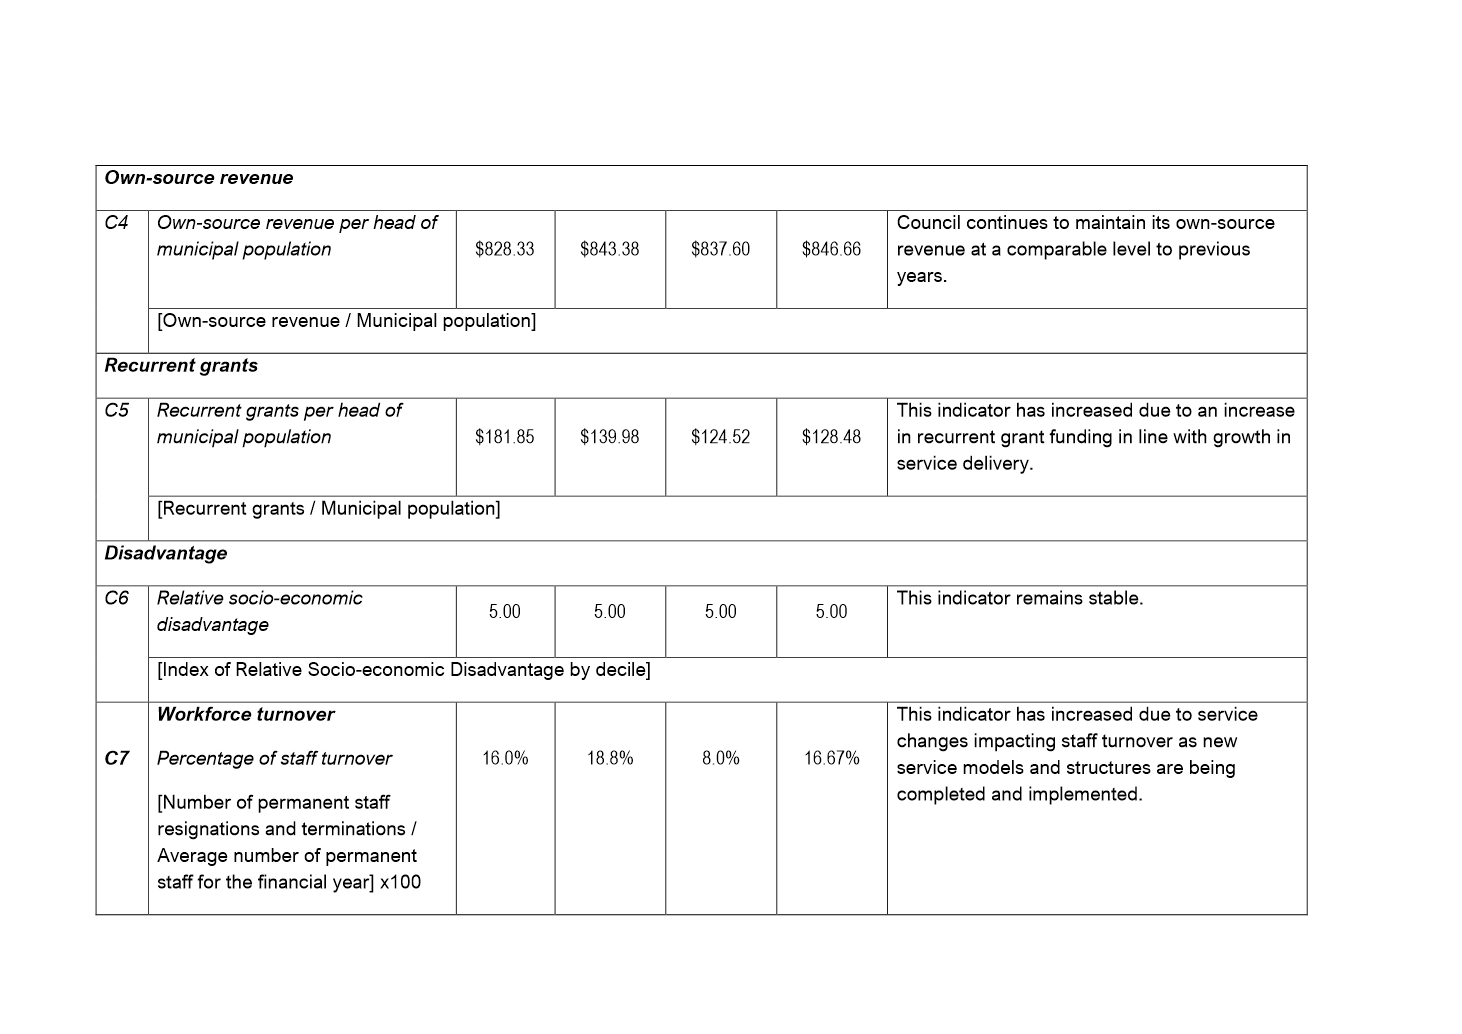 Own-source revenue
C4 Own-source revenue per head of
municipal population
$828.33 $843.38 $837.60 $846.66
Council continues to maintain its own-source
revenue at a comparable level to previous
years.
[Own-source revenue / Municipal population]
Recurrent grants
C5 Recurrent grants per head of
municipal population
$181.85 $139.98 $124.52 $128.48
This indicator has increased due to an increase
in recurrent grant funding in line with growth in
service delivery.
[Recurrent grants / Municipal population]
Disadvantage
C6 Relative socio-economic
disadvantage
5.00 5.00 5.00 5.00
This indicator remains stable.
[Index of Relative Socio-economic Disadvantage by decile]
Workforce turnover
C7 Percentage of staff turnover
[Number of permanent staff
resignations and terminations /
Average number of permanent
staff for the financial year] x100
16.0% 18.8% 8.0% 16.67%
This indicator has increased due to service
changes impacting staff turnover as new
service models and structures are being
completed and implemented.